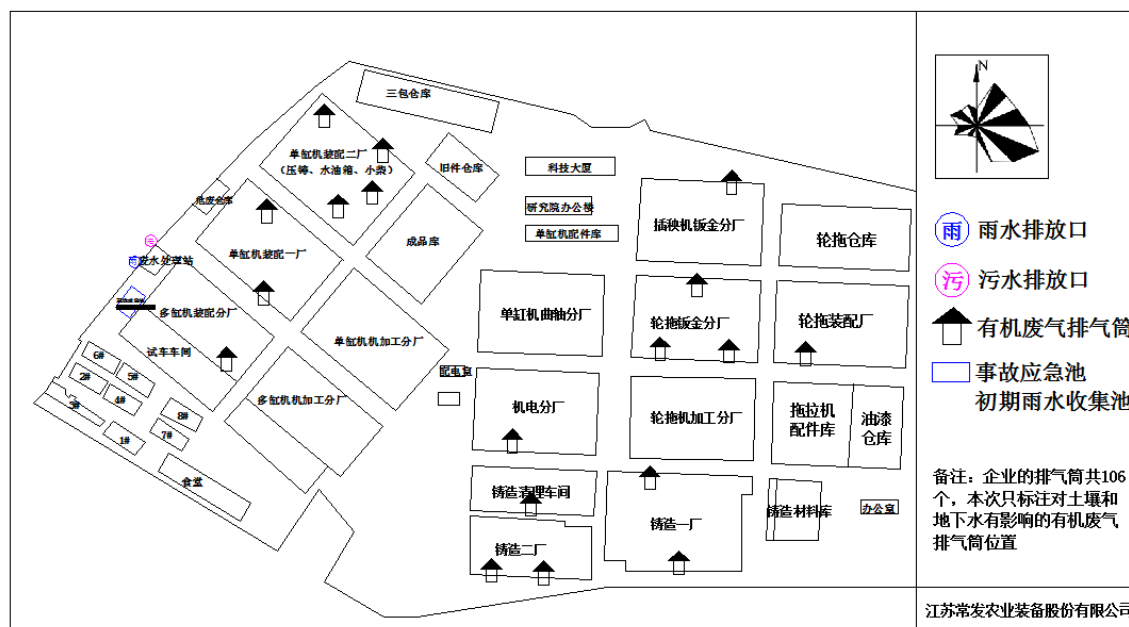 三包仓库
单缸机装配二厂
（压铸、水油箱、小柴）
旧件仓库
科技大厦
研究院办公楼
单缸机配件库
插秧机钣金分厂
轮拖仓库
危废仓库
成品库
单缸机装配一厂
污
雨
废水处理站
多缸机装配分厂
单缸机曲轴分厂
轮拖钣金分厂
轮拖装配厂
试车车间
单缸机机加工分厂
6#
2#
5#
3#
4#
8#
1#
7#
食堂
多缸机机加工分厂
配电室
机电分厂
轮拖机加工分厂
拖拉机
配件库
油漆
仓库
铸造清理车间
铸造一厂
铸造材料库
办公室
铸造二厂
N
雨 雨水排放口
污 污水排放口
有机废气排气筒
事故应急池
初期雨水收集池
备注：企业的排气筒共106
个，本次只标注对土壤和
地下水有影响的有机废气
排气筒位置
江苏常发农业装备股份有限公司